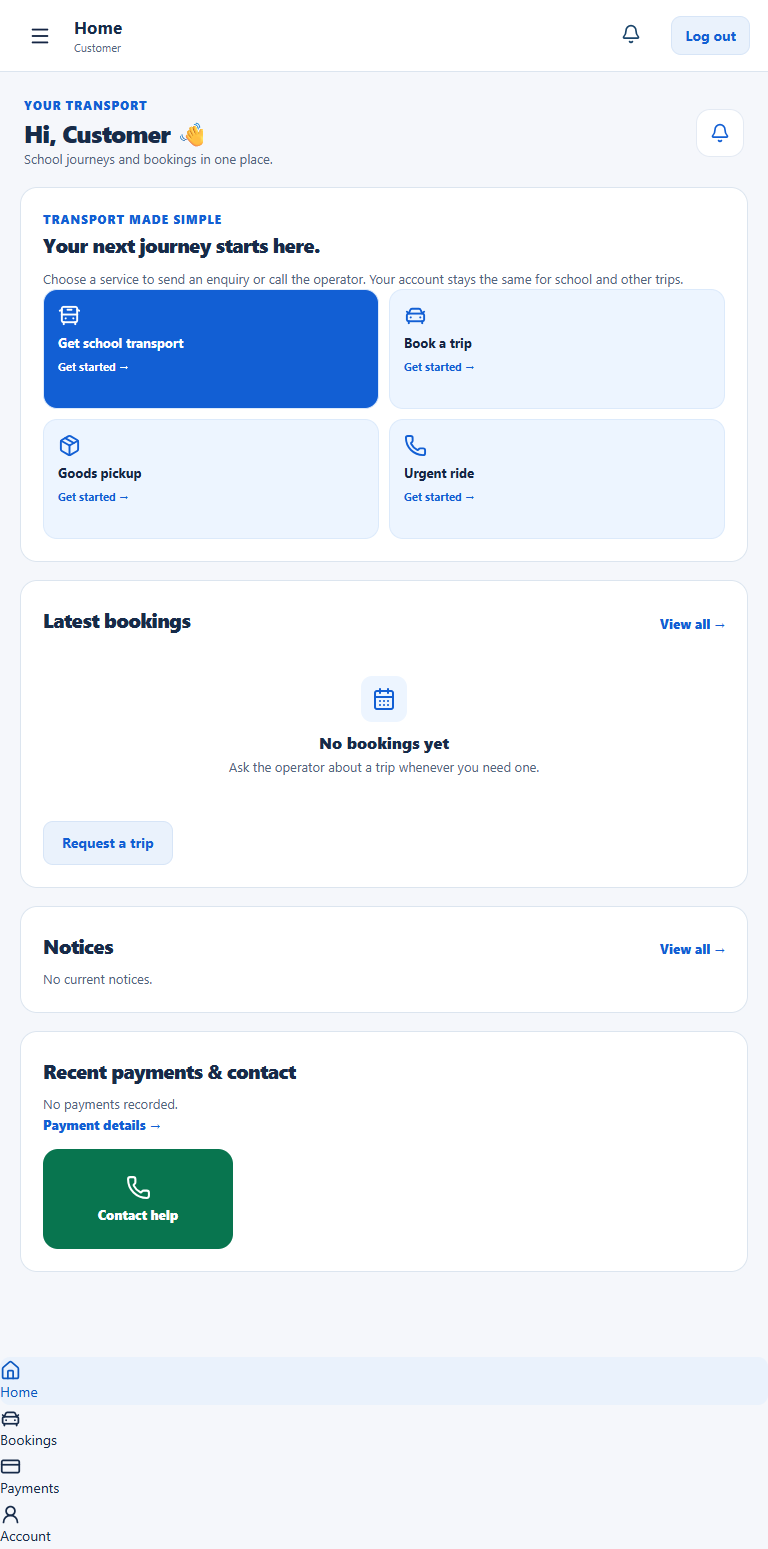 Home
Customer
Log out
YOUR TRANSPORT
Hi, Customer 👋
School journeys and bookings in one place.
TRANSPORT MADE SIMPLE
Your next journey starts here.
Choose a service to send an enquiry or call the operator. Your account stays the same for school and other trips.
Get school transport
Get started →
Book a trip
Get started →
Goods pickup
Get started →
Urgent ride
Get started →
Latest bookings
View all →
No bookings yet
Ask the operator about a trip whenever you need one.
Request a trip
Notices
View all →
No current notices.
Recent payments & contact
No payments recorded.
Payment details →
Contact help
Home
Bookings
Payments
Account